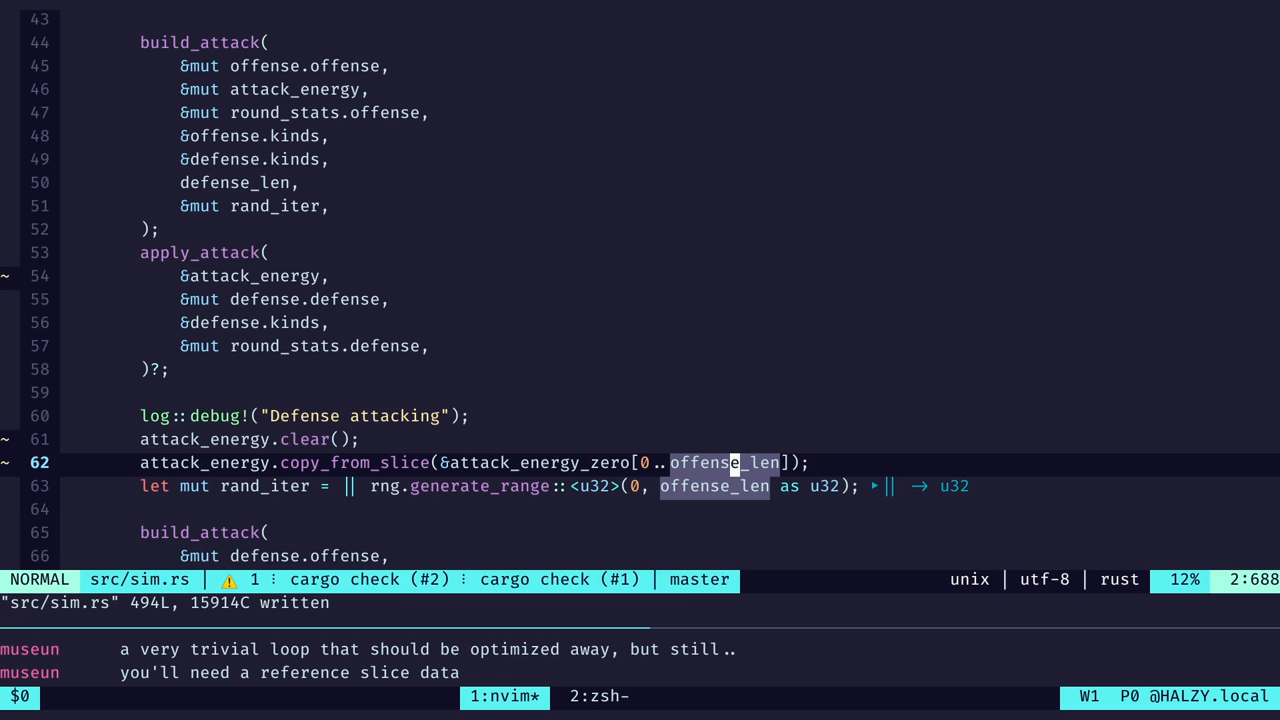 43
44 build_attack(
45 &mut offense.offense,
46 &mut attack_energy,
47 &mut round_stats.offense,
48 &offense.kinds,
49 &defense.kinds,
50 defense_len,
51 &mut rand_iter,
52 );
53 apply_attack(
~ 54 &attack_energy,
55 &mut defense.defense,
56 &defense.kinds,
57 &mut round_stats.defense,
58 )?;
59
60 log::debug!("Defense attacking");
~ 61 attack_energy.clear();
~ 62 attack_energy.copy_from_slice(&attack_energy_zero[0..offense_len]);
63 let mut rand_iter = || rng.generate_range::<u32>(0, offense_len as u32); ▸|| -> u32
64
65 build_attack(
66 &mut defense.offense,
NORMAL src/sim.rs | ⚠️ 1 ⋮ cargo check (#2) ⋮ cargo check (#1) | master unix | utf-8 | rust 12% 2:688
"src/sim.rs" 494L, 15914C written
museun a very trivial loop that should be optimized away, but still..
museun you'll need a reference slice data
$0 1:nvim* 2:zsh- W1 P0 @HALZY.local